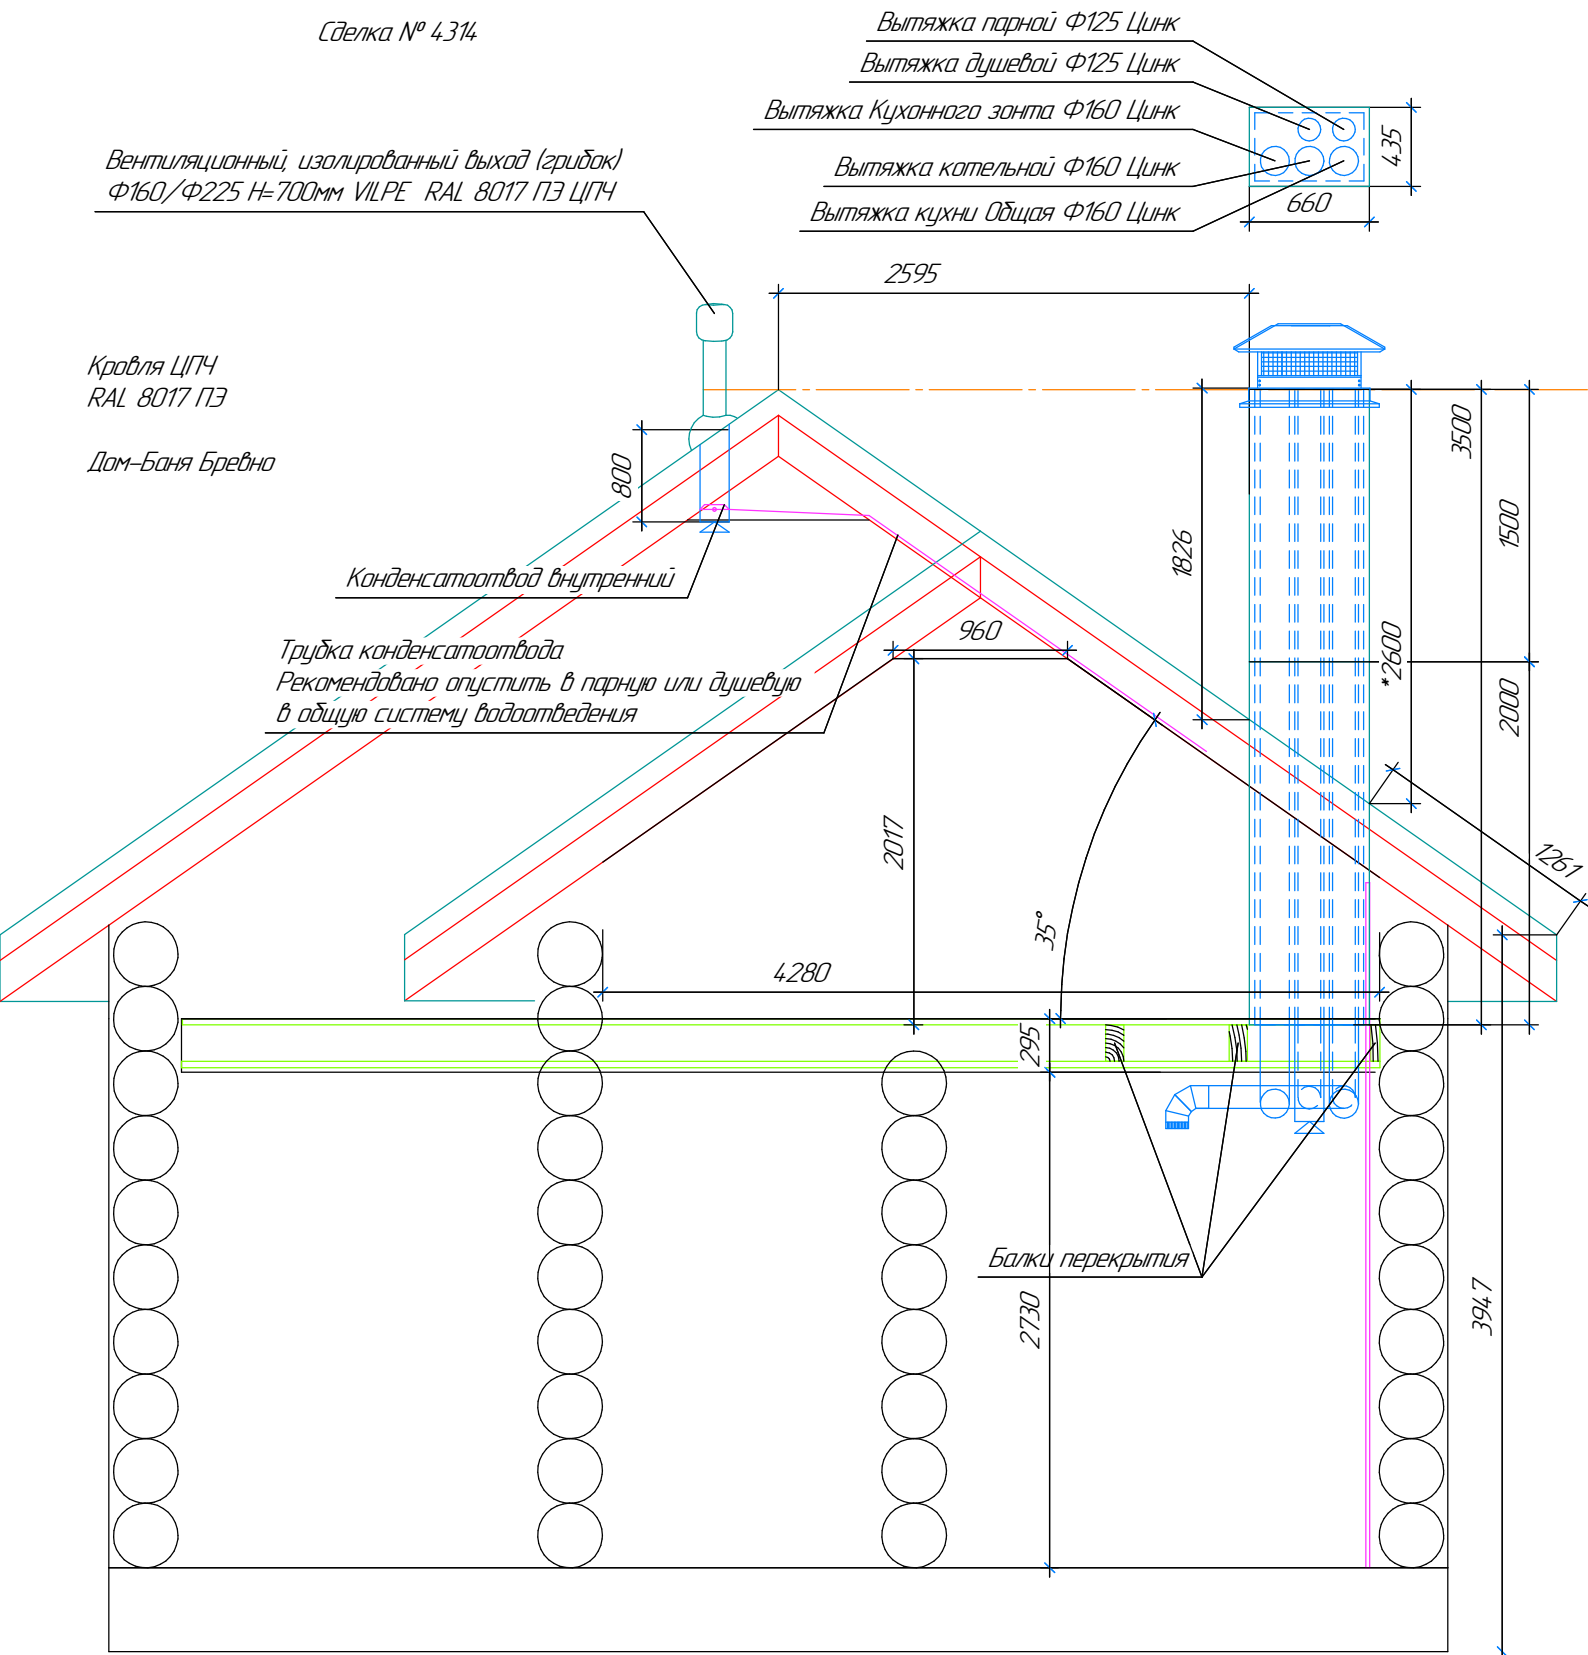 Сделка № 4314
Вытяжка парной Ф125 Цинк
Вытяжка душевой Ф125 Цинк
Вытяжка Кухонного зонта Ф160 Цинк
Вытяжка котельной Ф160 Цинк
Вытяжка кухни Общая Ф160 Цинк
435
660
Вентиляционный, изолированный выход (грибок)
Ф160/Ф225 Н=700мм VILPE RAL 8017 ПЭ ЦПЧ
2595
Кровля ЦПЧ
RAL 8017 ПЭ
Дом-Баня Бревно
800
3500
1500
1826
Конденсатоотвод внутренний
960
*2600
Трубка конденсатоотвода
Рекомендовано опустить в парную или душевую
в общую систему водоотведения
2000
2017
1261
35°
4280
295
Балки перекрытия
2730
3947